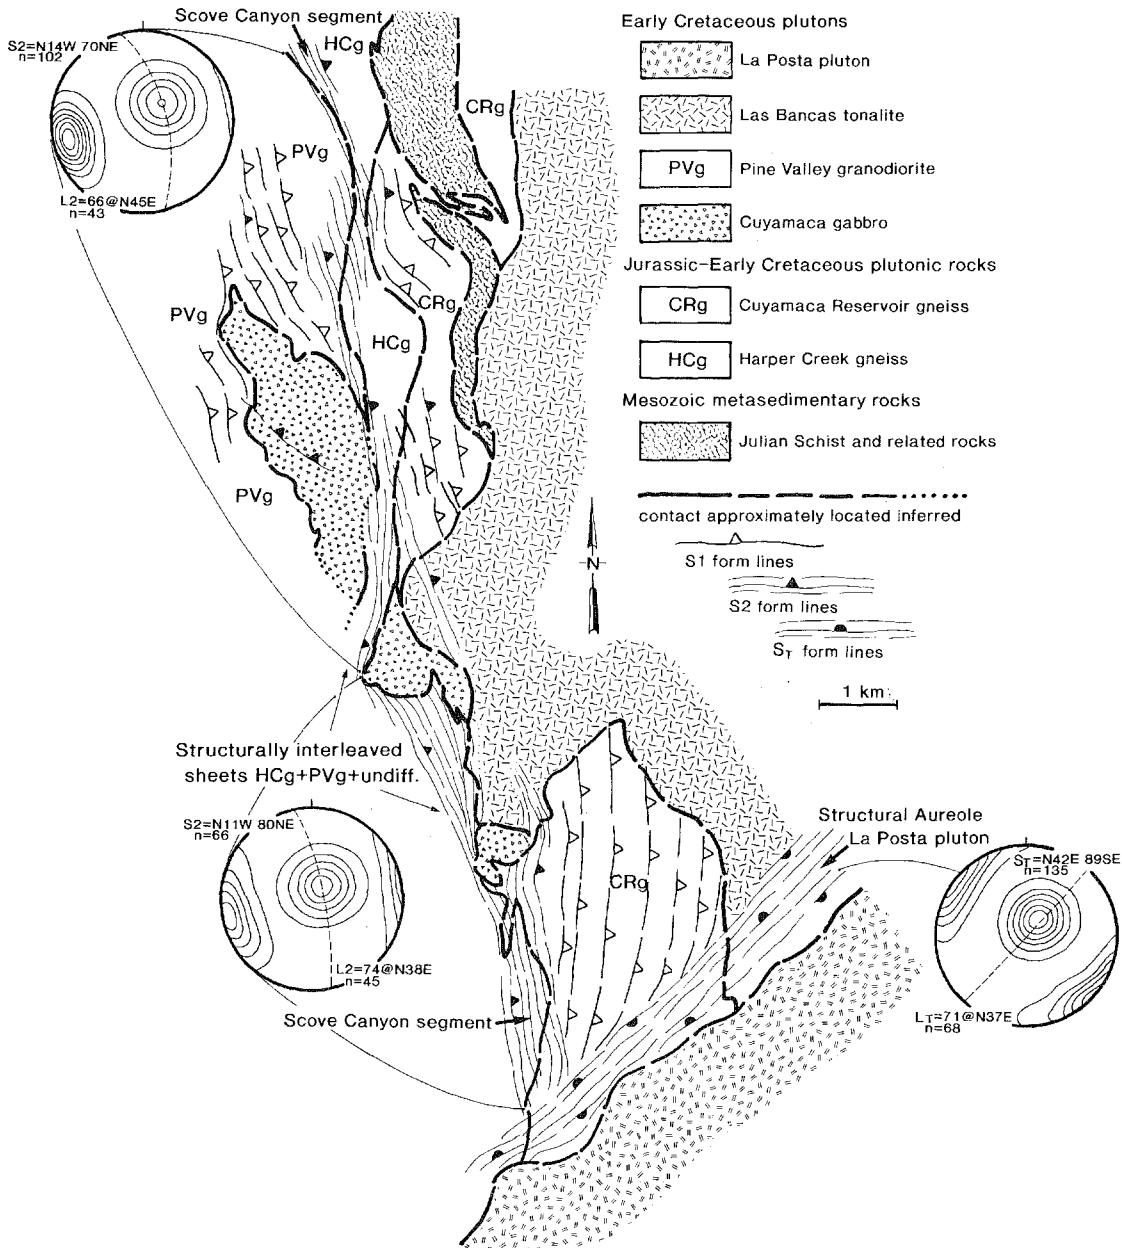 Scove Canyon segment
S2=N14W 70NE
n=102
L2=66@N45E
n=43
HCg
CRg
PVg
PVg
CRg
HCg
PVg
Early Cretaceous plutons
La Posta pluton
Las Bancas tonalite
PVg Pine Valley granodiorite
Cuyamaca gabbro
Jurassic-Early Cretaceous plutonic rocks
CRg Cuyamaca Reservoir gneiss
HCg Harper Creek gneiss
Mesozoic metasedimentary rocks
Julian Schist and related rocks
contact approximately located inferred
S1 form lines
S2 form lines
ST form lines
N
1 km
Structurally interleaved
sheets HCg+PVg+undiff.
S2=N11W 80NE
n=66
L2=74@N38E
n=45
Scove Canyon segment
CRg
Structural Aureole
La Posta pluton
ST=N42E 89SE
n=135
LT=71@N37E
n=68